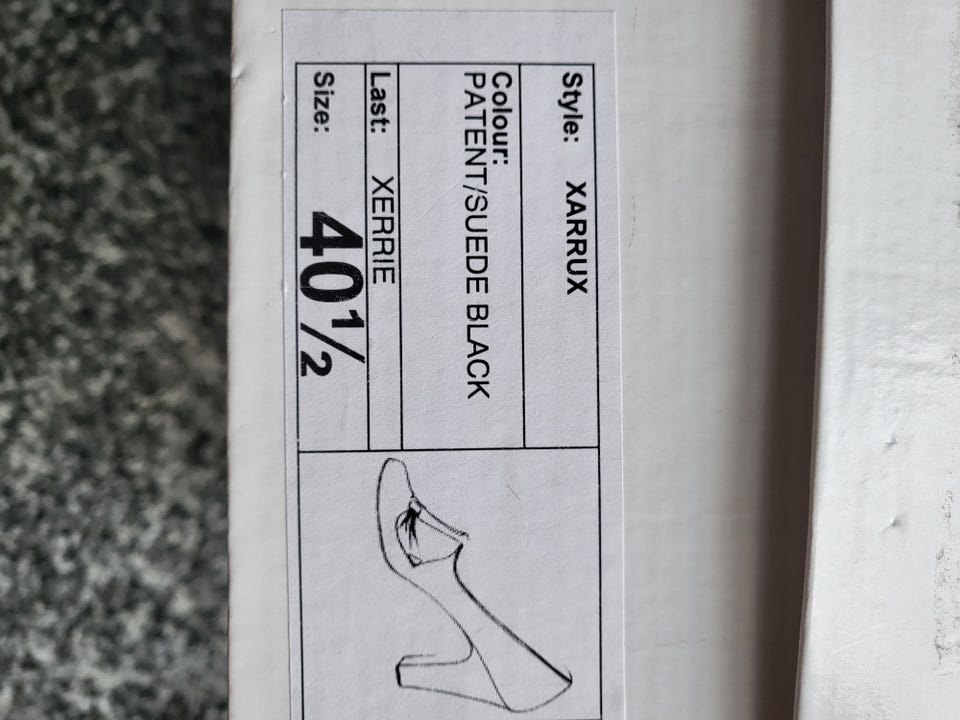 Style: XARRUX
Colour:
PATENT/SUEDE BLACK
Last: XERRIE
Size: 40½